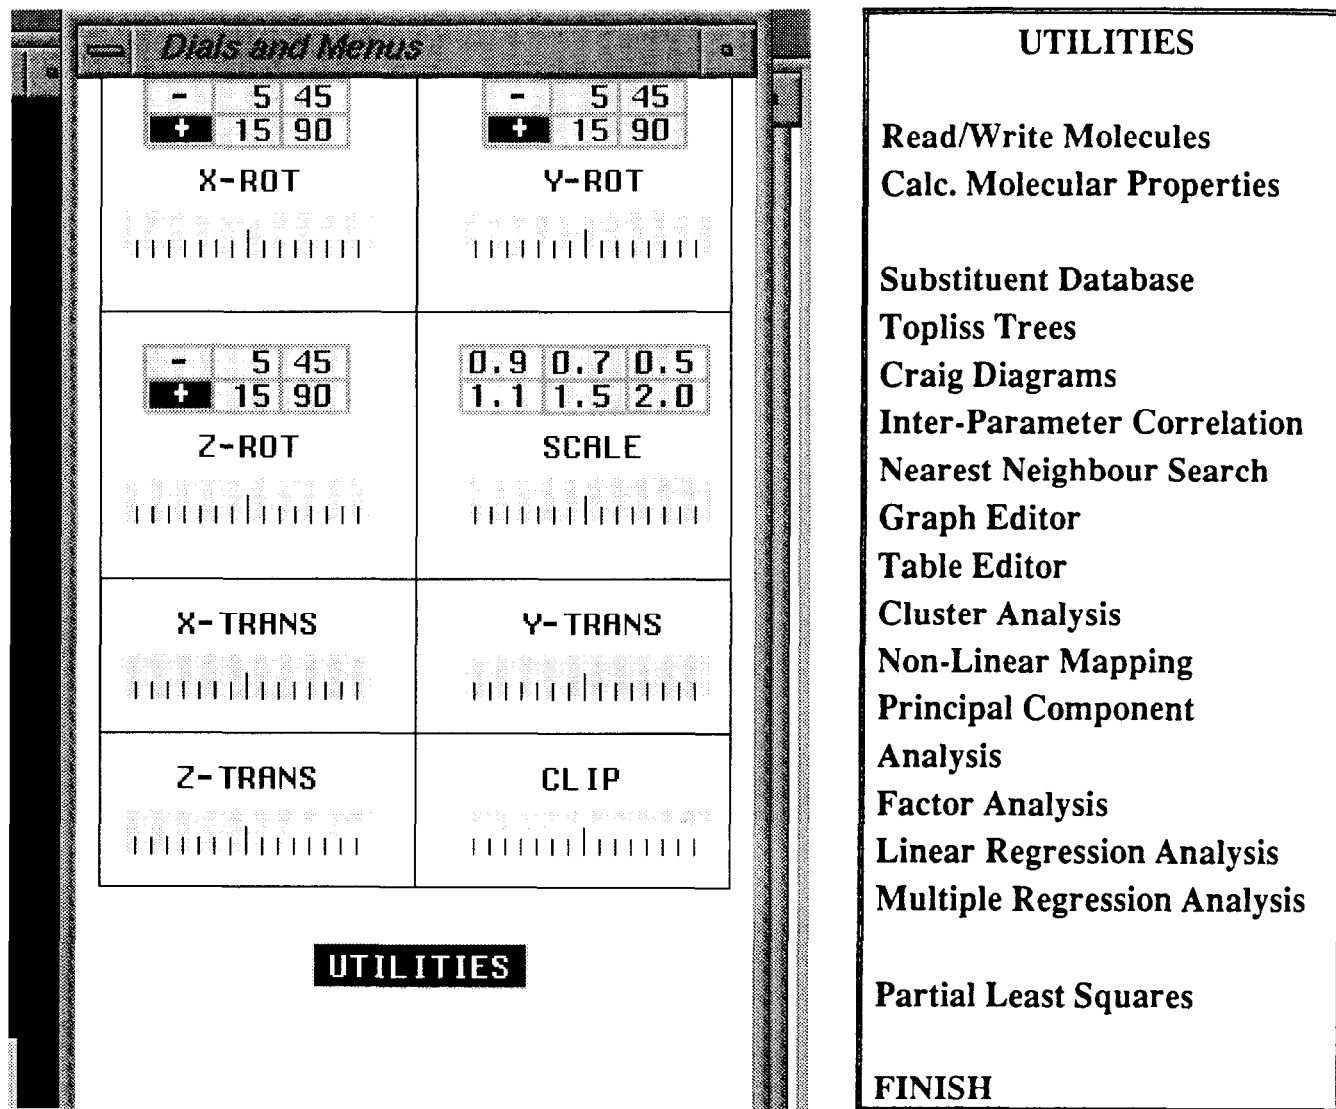 Dials and Menus
- 5 45
+ 15 90
X-ROT
- 5 45
+ 15 90
Y-ROT
- 5 45
+ 15 90
Z-ROT
0.9 0.7 0.5
1.1 1.5 2.0
SCALE
X-TRANS
Y-TRANS
Z-TRANS
CLIP
UTILITIES
UTILITIES
Read/Write Molecules
Calc. Molecular Properties
Substituent Database
Topliss Trees
Craig Diagrams
Inter-Parameter Correlation
Nearest Neighbour Search
Graph Editor
Table Editor
Cluster Analysis
Non-Linear Mapping
Principal Component
Analysis
Factor Analysis
Linear Regression Analysis
Multiple Regression Analysis
Partial Least Squares
FINISH